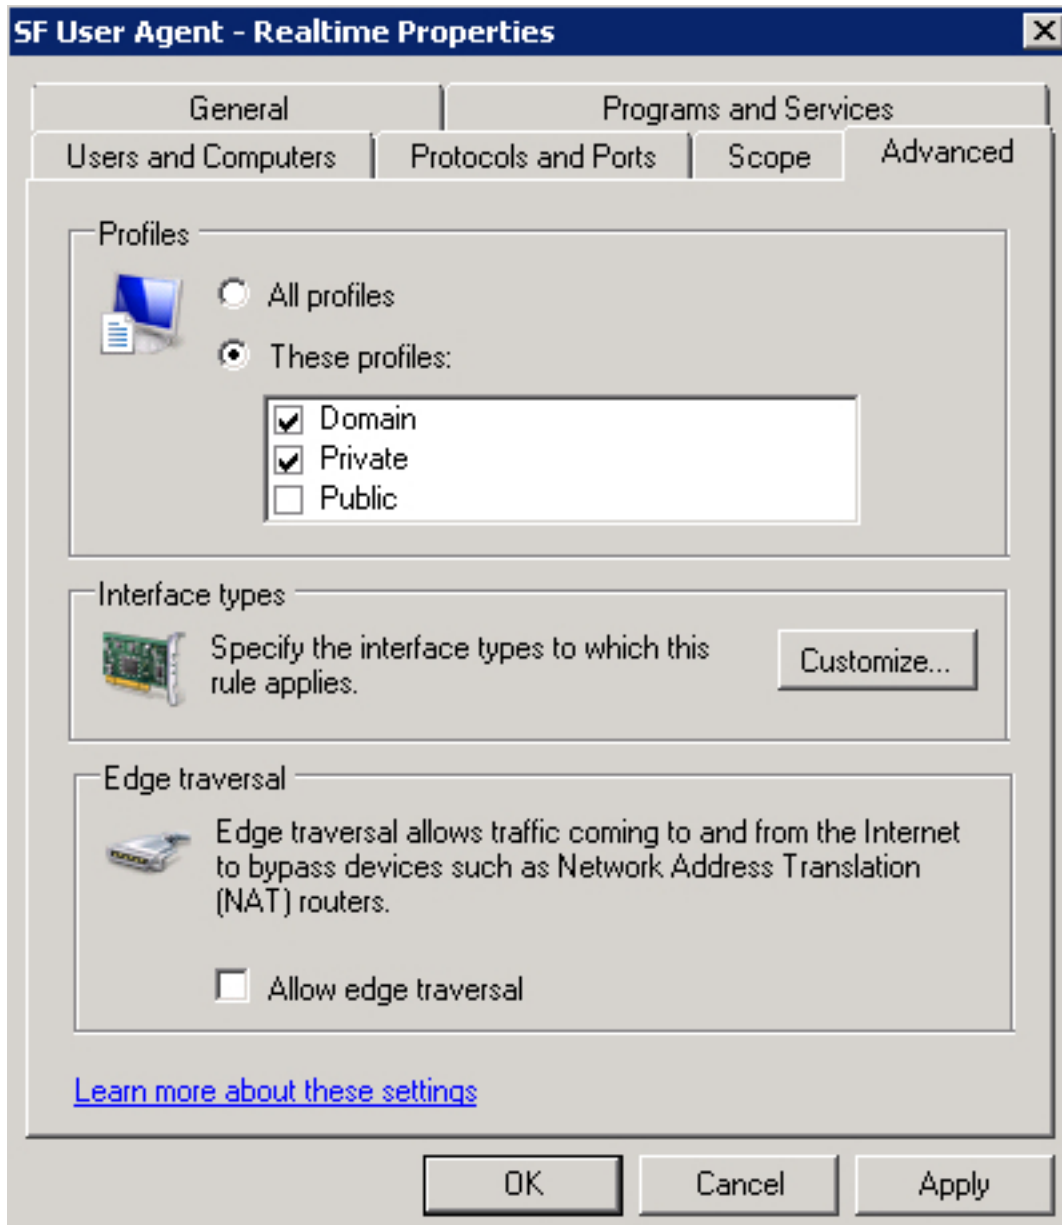 SF User Agent - Realtime Properties
General
Programs and Services
Users and Computers
Protocols and Ports
Scope
Advanced
Profiles
All profiles
These profiles:
Domain
Private
Public
Interface types
Specify the interface types to which this
rule applies.
Customize...
Edge traversal
Edge traversal allows traffic coming to and from the Internet
to bypass devices such as Network Address Translation
(NAT) routers.
Allow edge traversal
Learn more about these settings
OK
Cancel
Apply